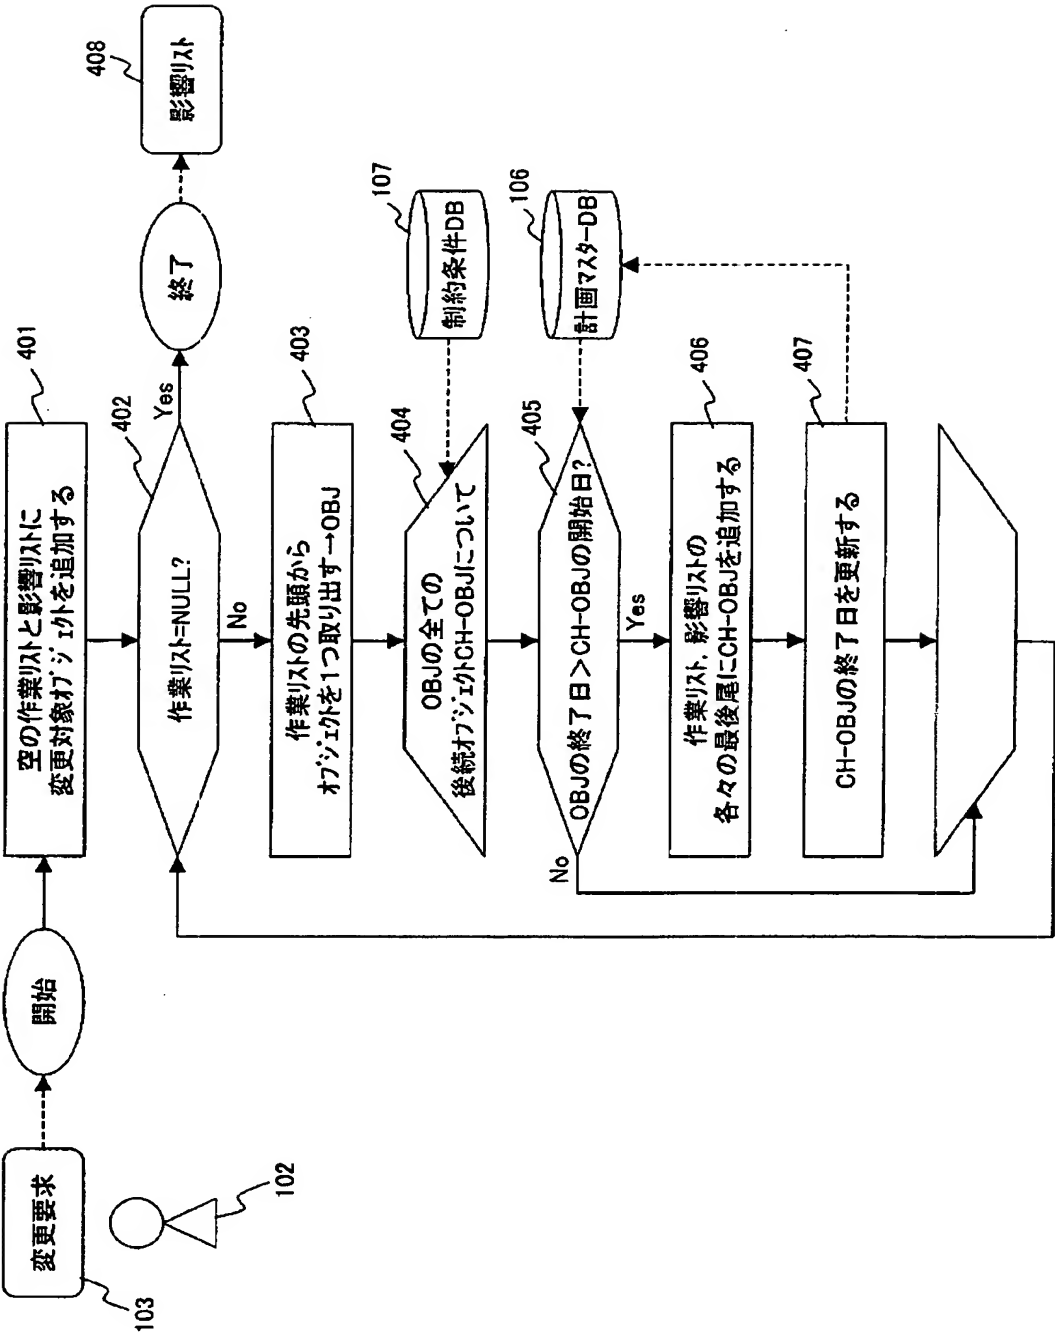 変更要求
103
102
開始
401
空の作業リストと影響リストに
変更対象オブジェクトを追加する
402
作業リスト=NULL?
Yes
No
終了
408
影響リスト
403
作業リストの先頭から
オブジェクトを1つ取り出す→OBJ
404
OBJの全ての
後続オブジェクトCH-OBJについて
107
制約条件DB
405
OBJの終了日>CH-OBJの開始日?
No
Yes
106
計画マスターDB
406
作業リスト,影響リストの
各々の最後尾にCH-OBJを追加する
407
CH-OBJの終了日を更新する